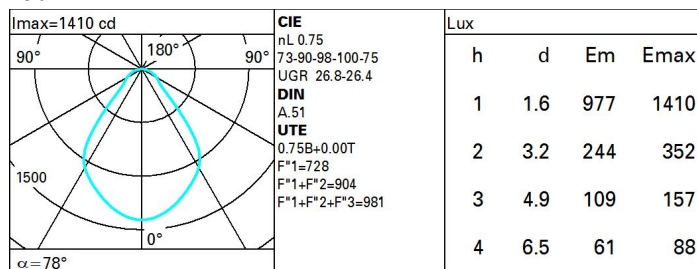 Imax=1410 cd
90° 180° 90°
1500
0°
α=78°
CIE
nL 0.75
73-90-98-100-75
UGR 26.8-26.4
DIN
A.51
UTE
0.75B+0.00T
F"1=728
F"1+F"2=904
F"1+F"2+F"3=981
Lux
h d Em Emax
1 1.6 977 1410
2 3.2 244 352
3 4.9 109 157
4 6.5 61 88